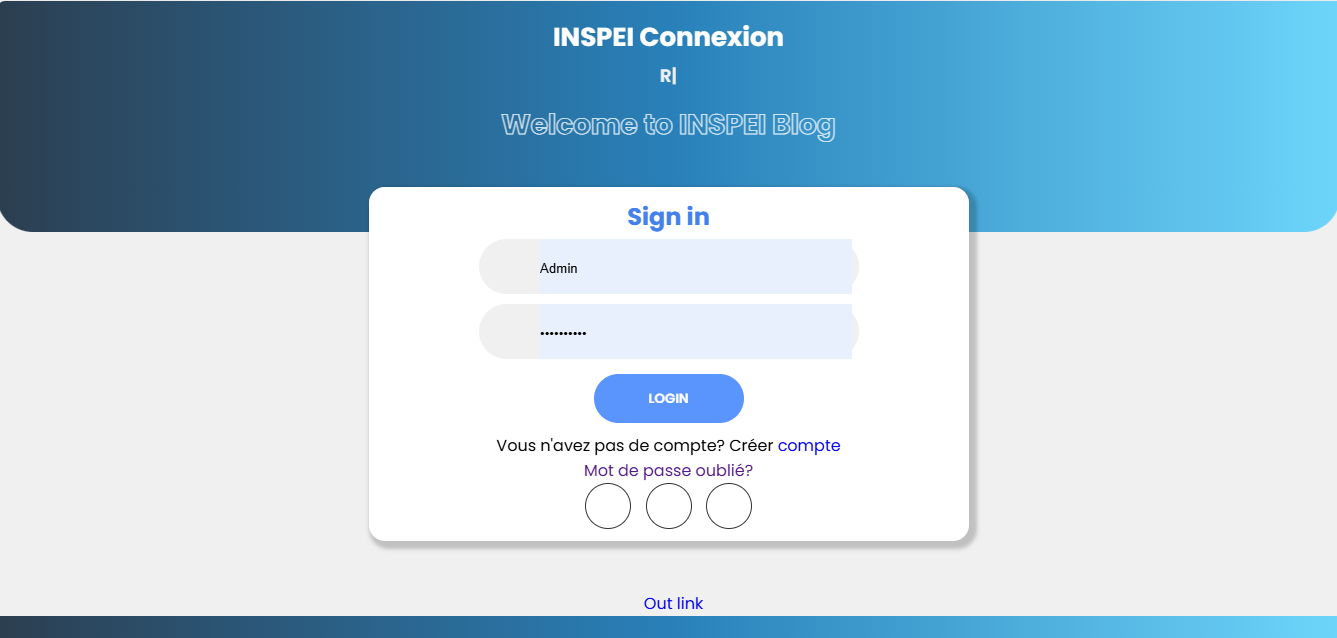 INSPEI Connexion
R|
Welcome to INSPEI Blog
Sign in
Admin
••••••••••
LOGIN
Vous n'avez pas de compte? Créer compte
Mot de passe oublié?
Out link